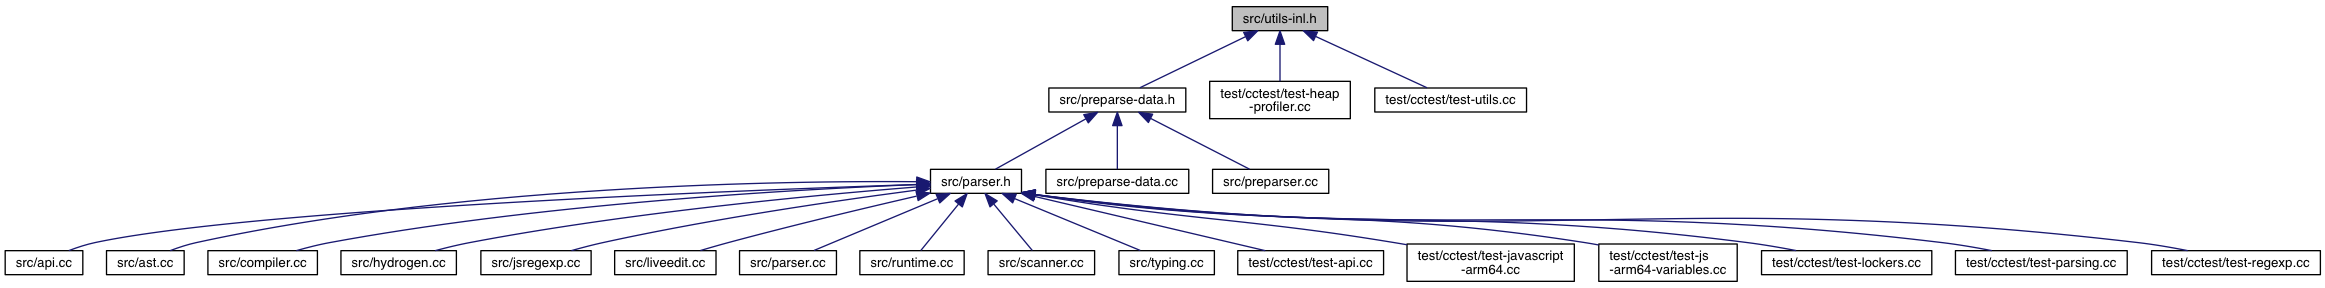 src/utils-inl.h
src/preparse-data.h
test/cctest/test-heap
-profiler.cc
test/cctest/test-utils.cc
src/parser.h
src/preparse-data.cc
src/preparser.cc
src/api.cc
src/ast.cc
src/compiler.cc
src/hydrogen.cc
src/jsregexp.cc
src/liveedit.cc
src/parser.cc
src/runtime.cc
src/scanner.cc
src/typing.cc
test/cctest/test-api.cc
test/cctest/test-javascript
-arm64.cc
test/cctest/test-js
-arm64-variables.cc
test/cctest/test-lockers.cc
test/cctest/test-parsing.cc
test/cctest/test-regexp.cc